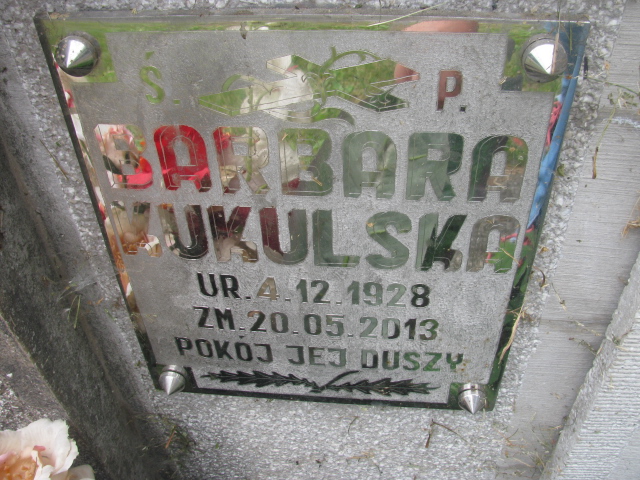 Ś. P.
BARBARA
KUKULSKA
UR. 4.12.1928
ZM. 20.05.2013
POKÓJ JEJ DUSZY